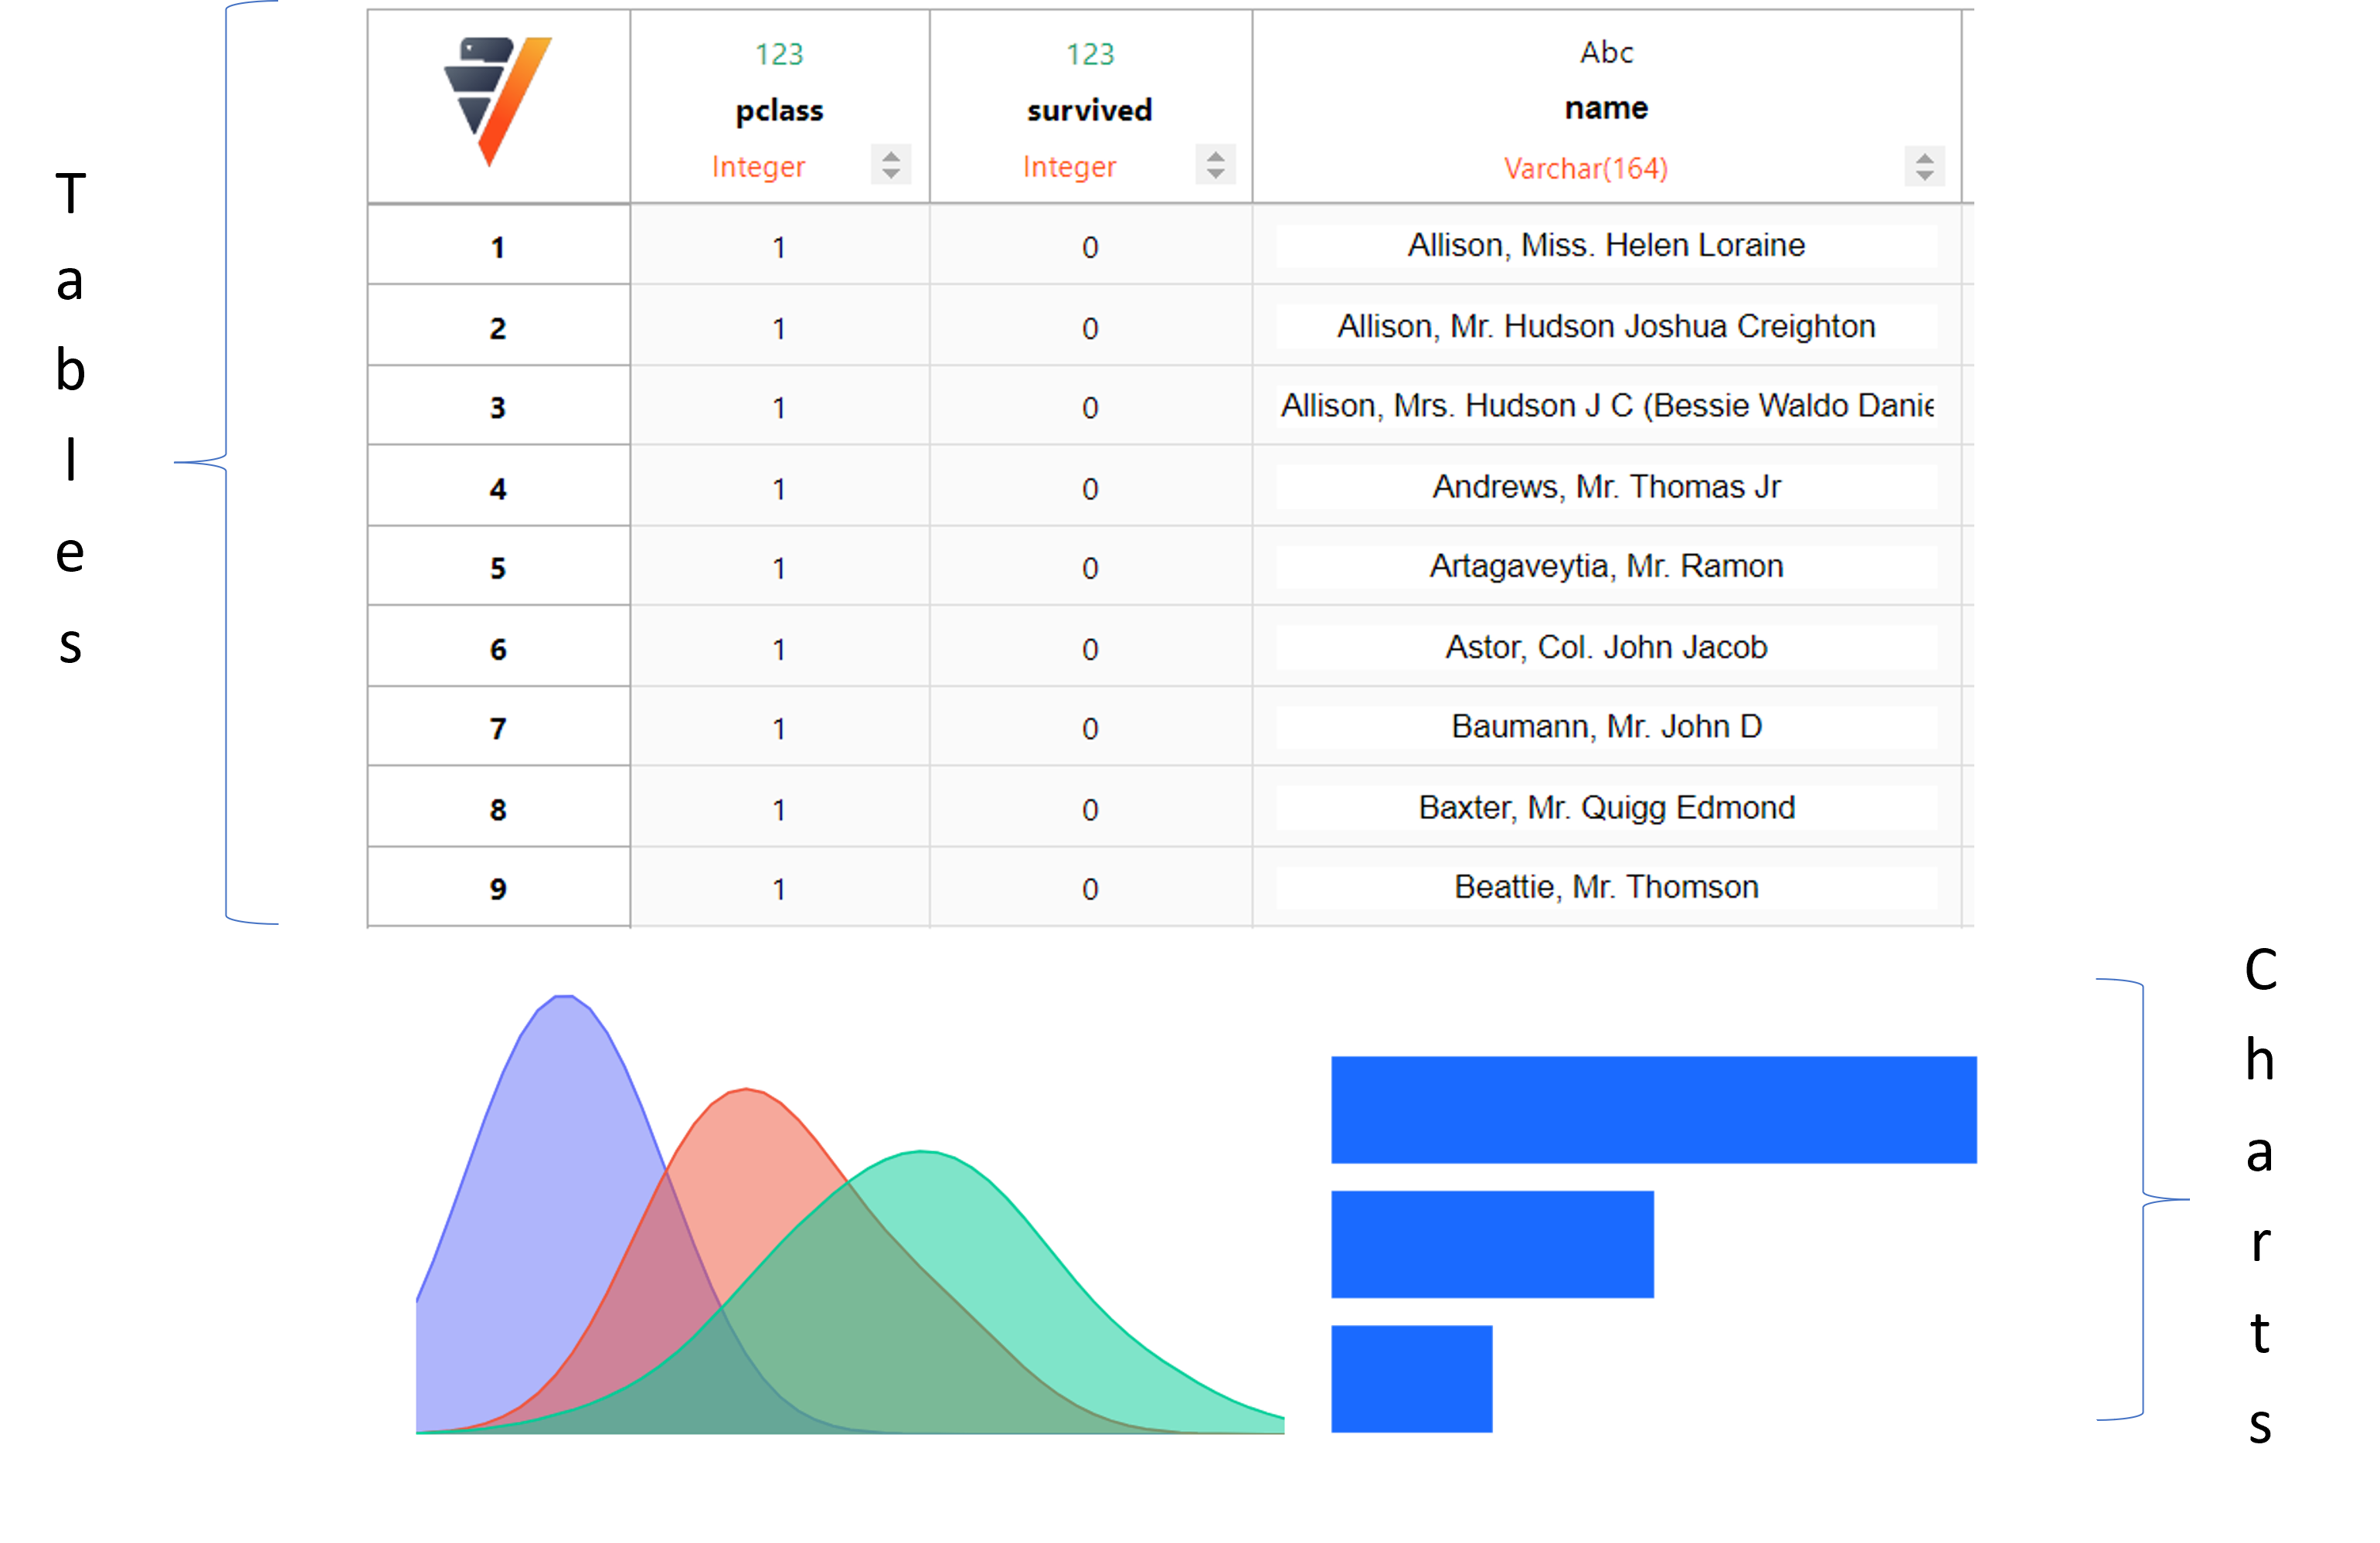 Tables
123 123 Abc
pclass survived name
Integer Integer Varchar(164)
1 1 0 Allison, Miss. Helen Loraine
2 1 0 Allison, Mr. Hudson Joshua Creighton
3 1 0 Allison, Mrs. Hudson J C (Bessie Waldo Danie
4 1 0 Andrews, Mr. Thomas Jr
5 1 0 Artagaveytia, Mr. Ramon
6 1 0 Astor, Col. John Jacob
7 1 0 Baumann, Mr. John D
8 1 0 Baxter, Mr. Quigg Edmond
9 1 0 Beattie, Mr. Thomson
Charts